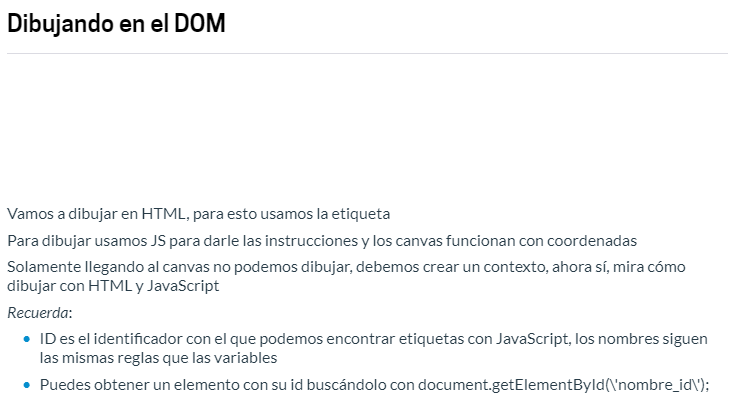 Dibujando en el DOM
Vamos a dibujar en HTML, para esto usamos la etiqueta
Para dibujar usamos JS para darle las instrucciones y los canvas funcionan con coordenadas
Solamente llegando al canvas no podemos dibujar, debemos crear un contexto, ahora sí, mira cómo
dibujar con HTML y JavaScript
Recuerda:
ID es el identificador con el que podemos encontrar etiquetas con JavaScript, los nombres siguen
las mismas reglas que las variables
Puedes obtener un elemento con su id buscándolo con document.getElementById(\'nombre_id\');